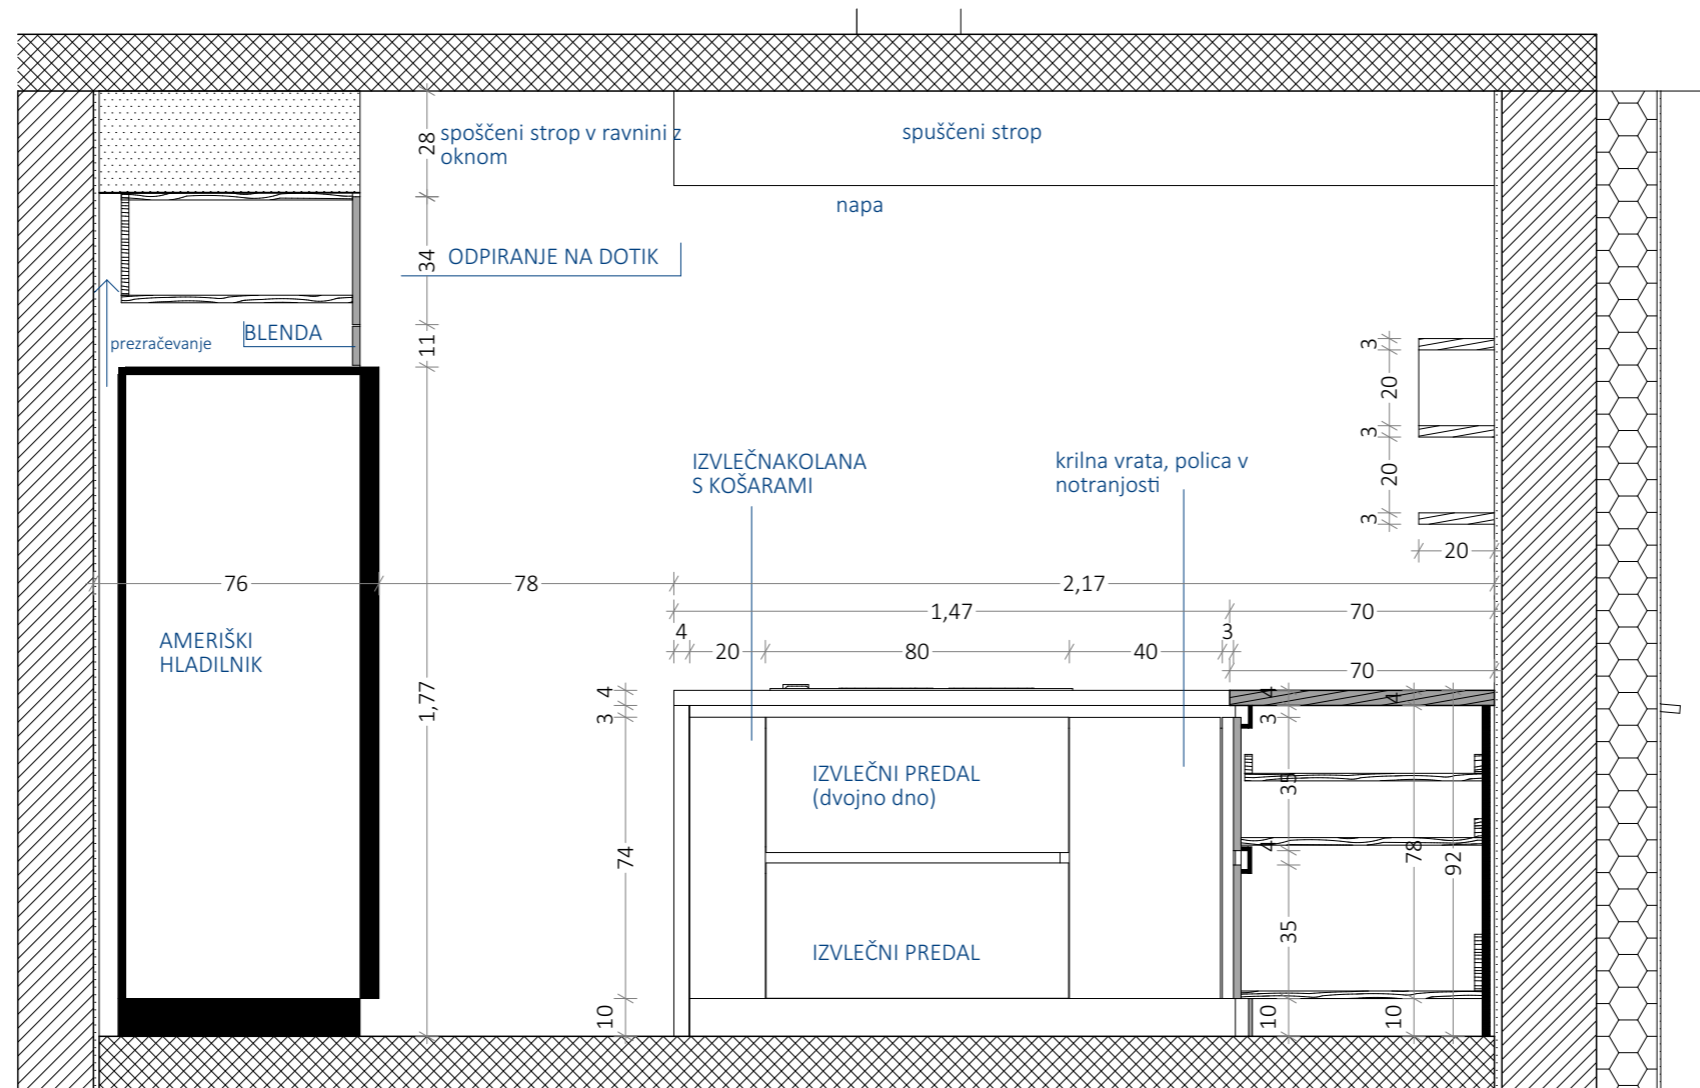 spoščeni strop v ravnini z
oknom
spuščeni strop
28
napa
34
ODPIRANJE NA DOTIK
BLENDA
prezračevanje
11
3
20
3
20
3
20
IZVLEČNAKOLANA
S KOŠARAMI
krilna vrata, polica v
notranjosti
76
78
2,17
1,47
70
4
20
80
40
3
70
AMERIŠKI
HLADILNIK
1,77
4
3
74
10
IZVLEČNI PREDAL
(dvojno dno)
IZVLEČNI PREDAL
4
3
35
4
35
10
4
78
10
92